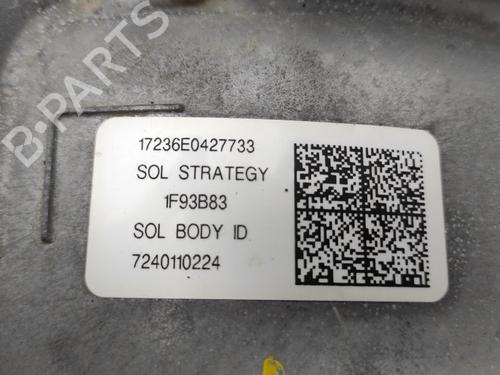 B-PARTS
17236E0427733
SOL STRATEGY
1F93B83
SOL BODY ID
7240110224